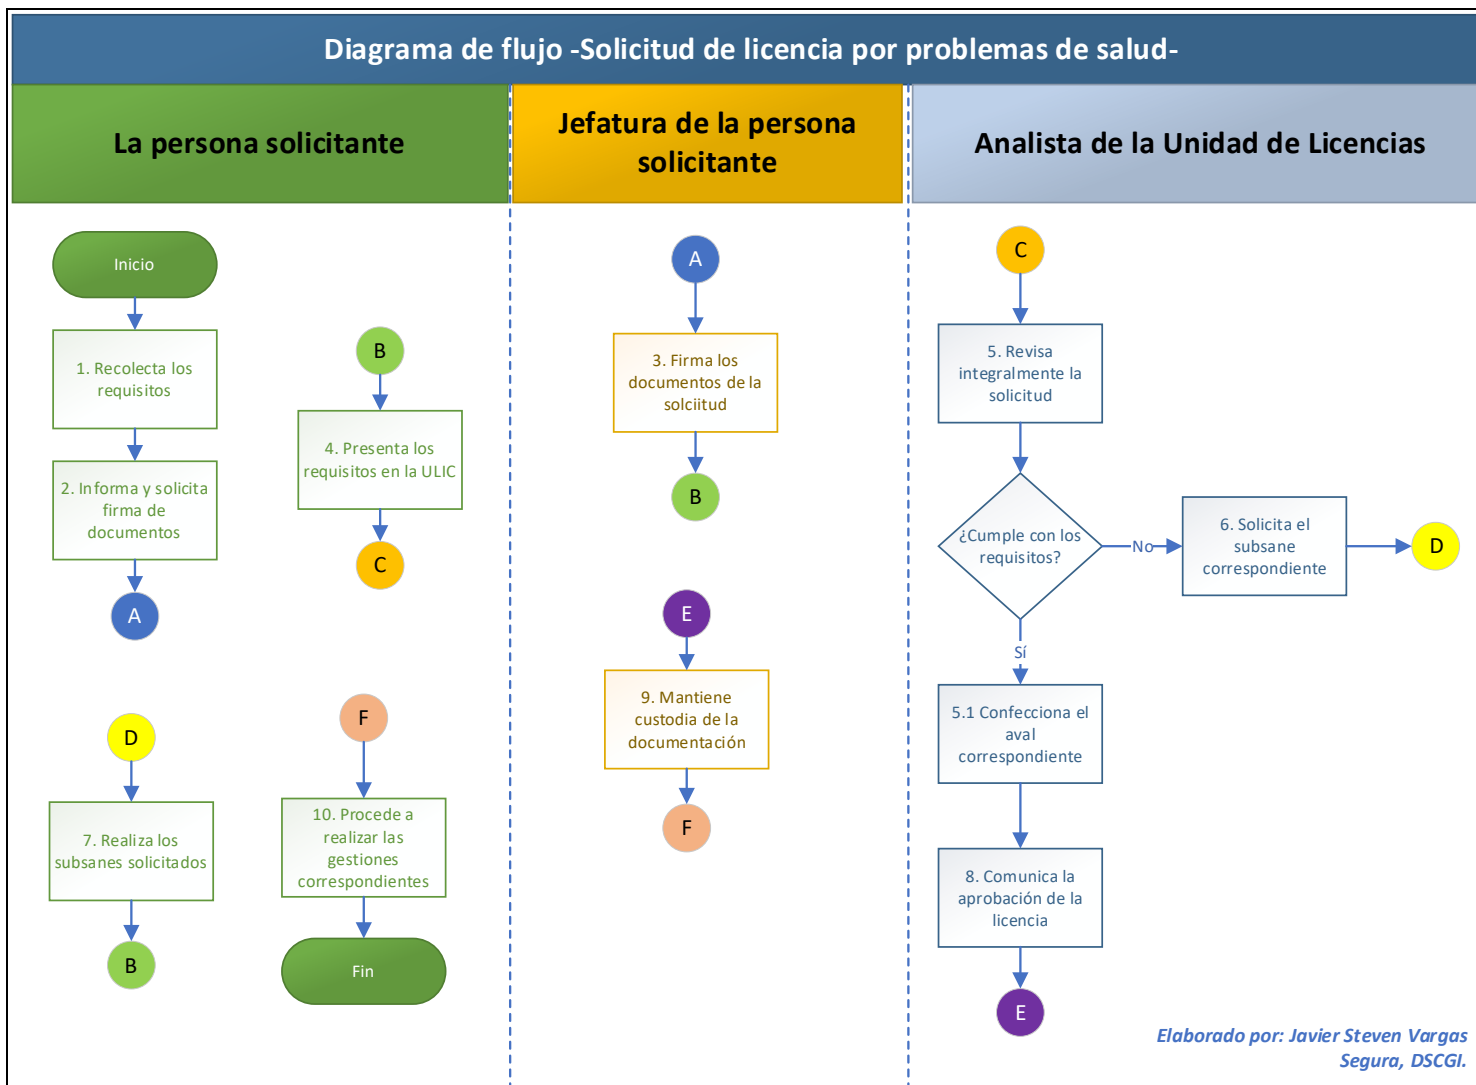 Diagrama de flujo -Solicitud de licencia por problemas de salud-
La persona solicitante
Jefatura de la persona
solicitante
Analista de la Unidad de Licencias
Inicio
1. Recolecta los
requisitos
2. Informa y solicita
firma de
documentos
A
B
4. Presenta los
requisitos en la ULIC
C
D
7. Realiza los
subsanes solicitados
B
F
10. Procede a
realizar las
gestiones
correspondientes
Fin
A
3. Firma los
documentos de la
solciitud
B
E
9. Mantiene
custodia de la
documentación
F
C
5. Revisa
integralmente la
solicitud
¿Cumple con los
requisitos?
No
6. Solicita el
subsane
correspondiente
D
Sí
5.1 Confecciona el
aval
correspondiente
8. Comunica la
aprobación de la
licencia
E
Elaborado por: Javier Steven Vargas
Segura, DSCGI.